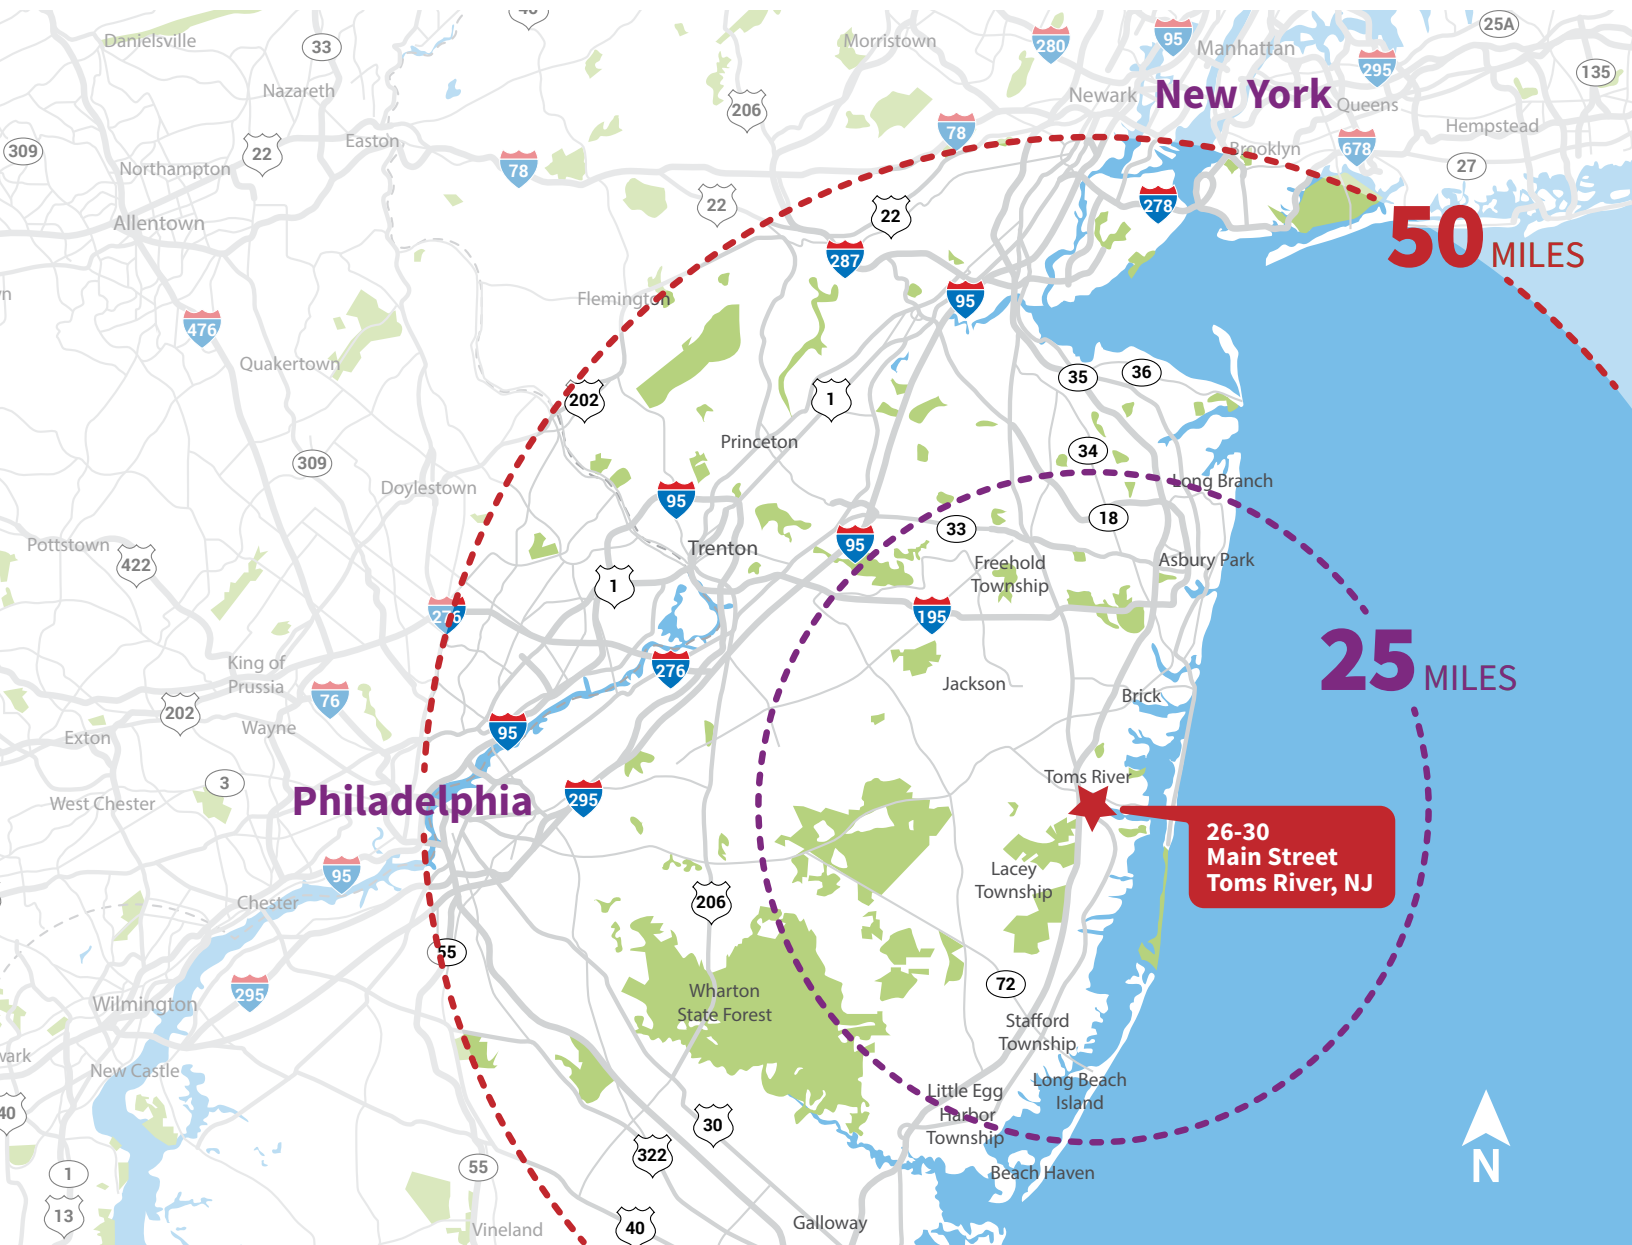 40
Danielsville
33
Morristown
280
95
Manhattan
25A
295
135
Nazareth
206
Newark
New York
Queens
Hempstead
309
22
Easton
78
78
Brooklyn
678
27
Northampton
22
22
278
Allentown
287
50 MILES
Flemington
95
476
Quakertown
35
36
202
1
Princeton
34
309
Doylestown
95
Long Branch
18
33
95
Pottstown
422
Trenton
Freehold
Township
Asbury Park
1
276
195
King of
Prussia
276
25 MILES
Jackson
Brick
76
202
Wayne
95
Exton
3
West Chester
Philadelphia
295
Toms River
26-30
Main Street
Toms River, NJ
95
Chester
206
Lacey
Township
55
295
Wilmington
Wharton
State Forest
72
Stafford
Township
wark
New Castle
Long Beach
Island
Little Egg
Harbor
Township
40
30
322
1
55
Beach Haven
N
13
Vineland
40
Galloway